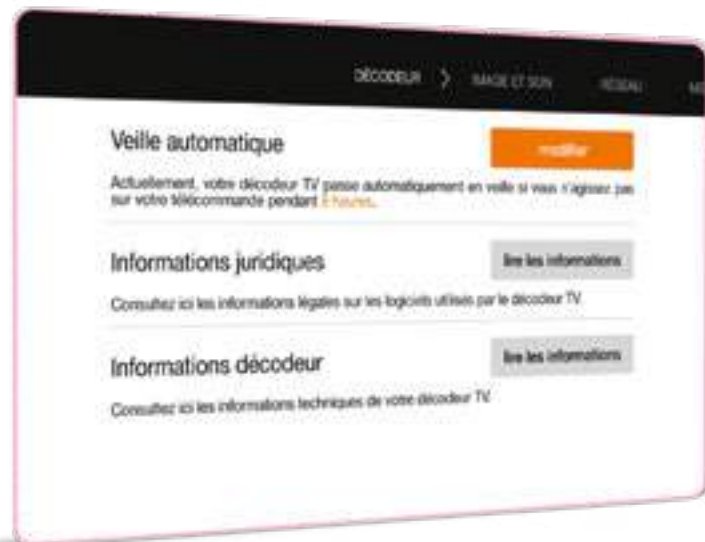 DÉCODEUR > IMAGE ET SON RÉSEAU
Veille automatique
modifier
Actuellement, votre décodeur TV passe automatiquement en veille si vous n'agissez pas
sur votre télécommande pendant heures.
Informations juridiques
lire les informations
Consultez ici les informations légales sur les logiciels utilisés par le décodeur TV.
Informations décodeur
lire les informations
Consultez ici les informations techniques de votre décodeur TV.